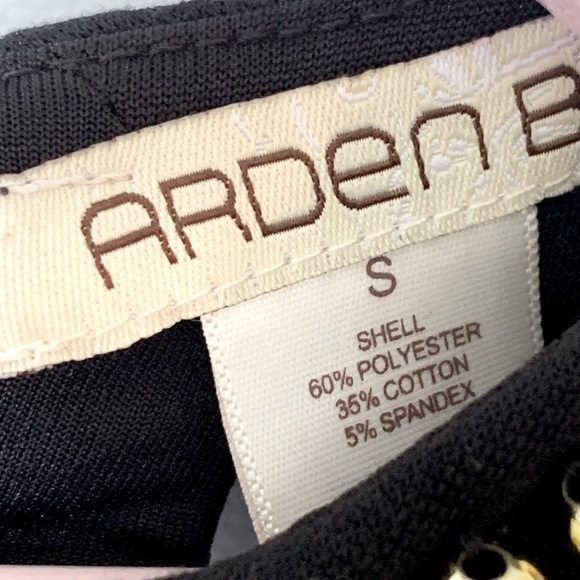 ARDen B
S
SHELL
60% POLYESTER
35% COTTON
5% SPANDEX